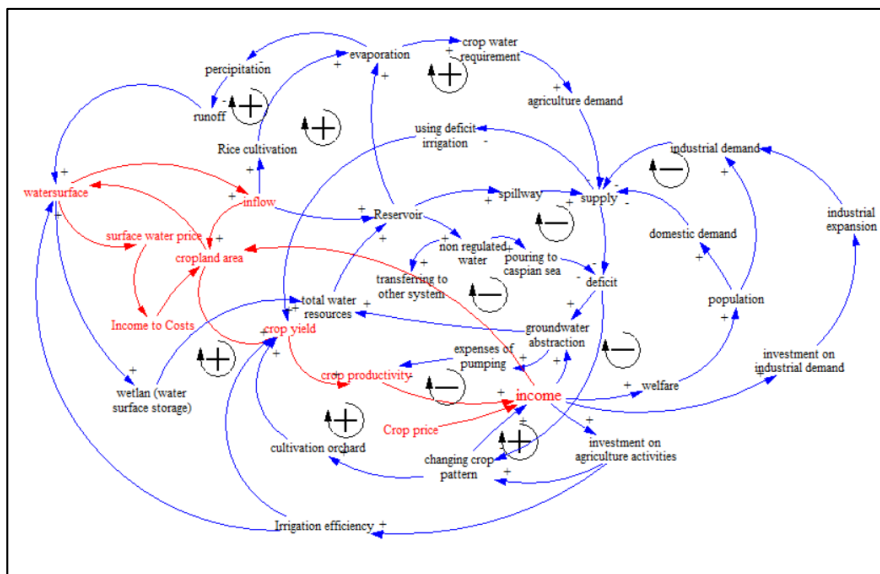 crop water
requirement
evaporation
percipitation
agriculture demand
runoff
using deficit
irrigation
Rice cultivation
industrial demand
watersurface
inflow
Reservoir
spillway
supply
industrial
expansion
surface water price
non regulated
water
domestic demand
cropland area
pouring to
caspian sea
transferring to
other system
deficit
total water
resources
population
Income to Costs
crop yield
groundwater
abstraction
expenses of
pumping
investment on
industrial demand
wetlan (water
surface storage)
crop productivity
income
welfare
Crop price
cultivation orchard
changing crop
pattern
investment on
agriculture activities
Irrigation efficiency